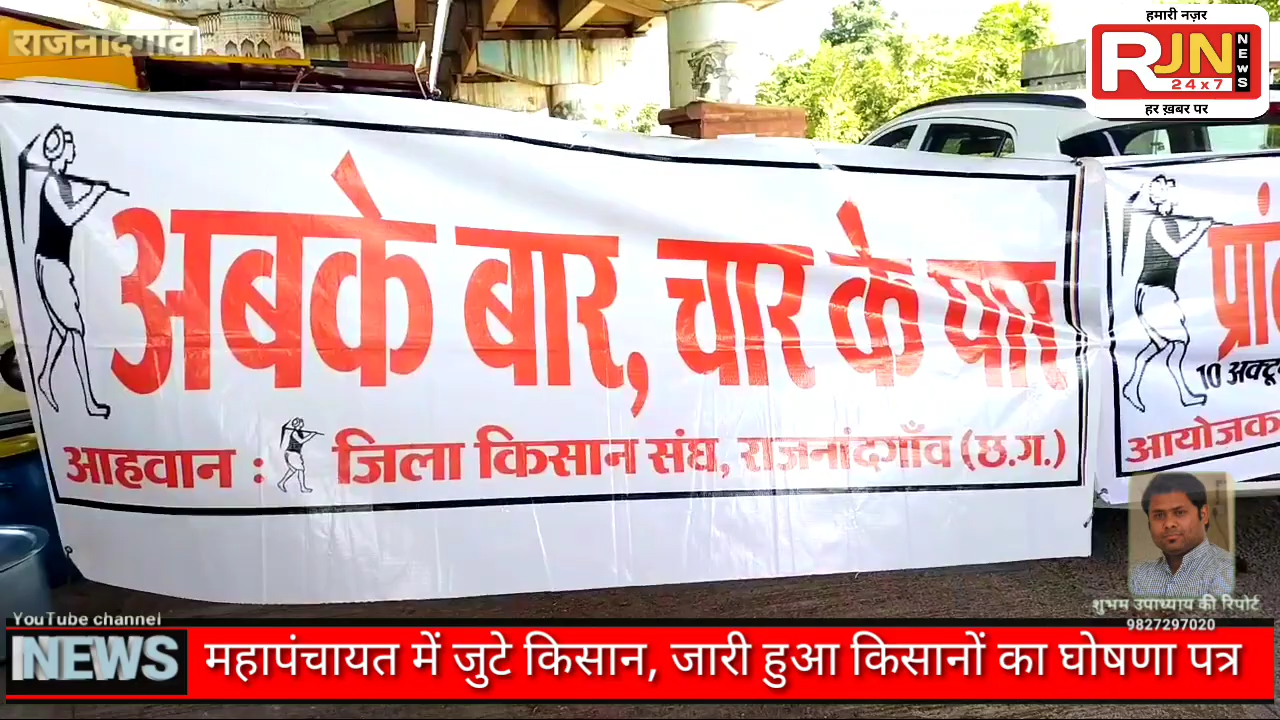 राजनांदगाव
हमारी नज़र
RJN
NEWS
24x7
हर ख़बर पर
अबके बार, चार के पार
आहवान : जिला किसान संघ, राजनांदगाँव (छ.ग.)
10
आयोजक
शुभम उपाध्याय की रिपोर्ट
9827297020
YouTube channel
NEWS
महापंचायत में जुटे किसान, जारी हुआ किसानों का घोषणा पत्र